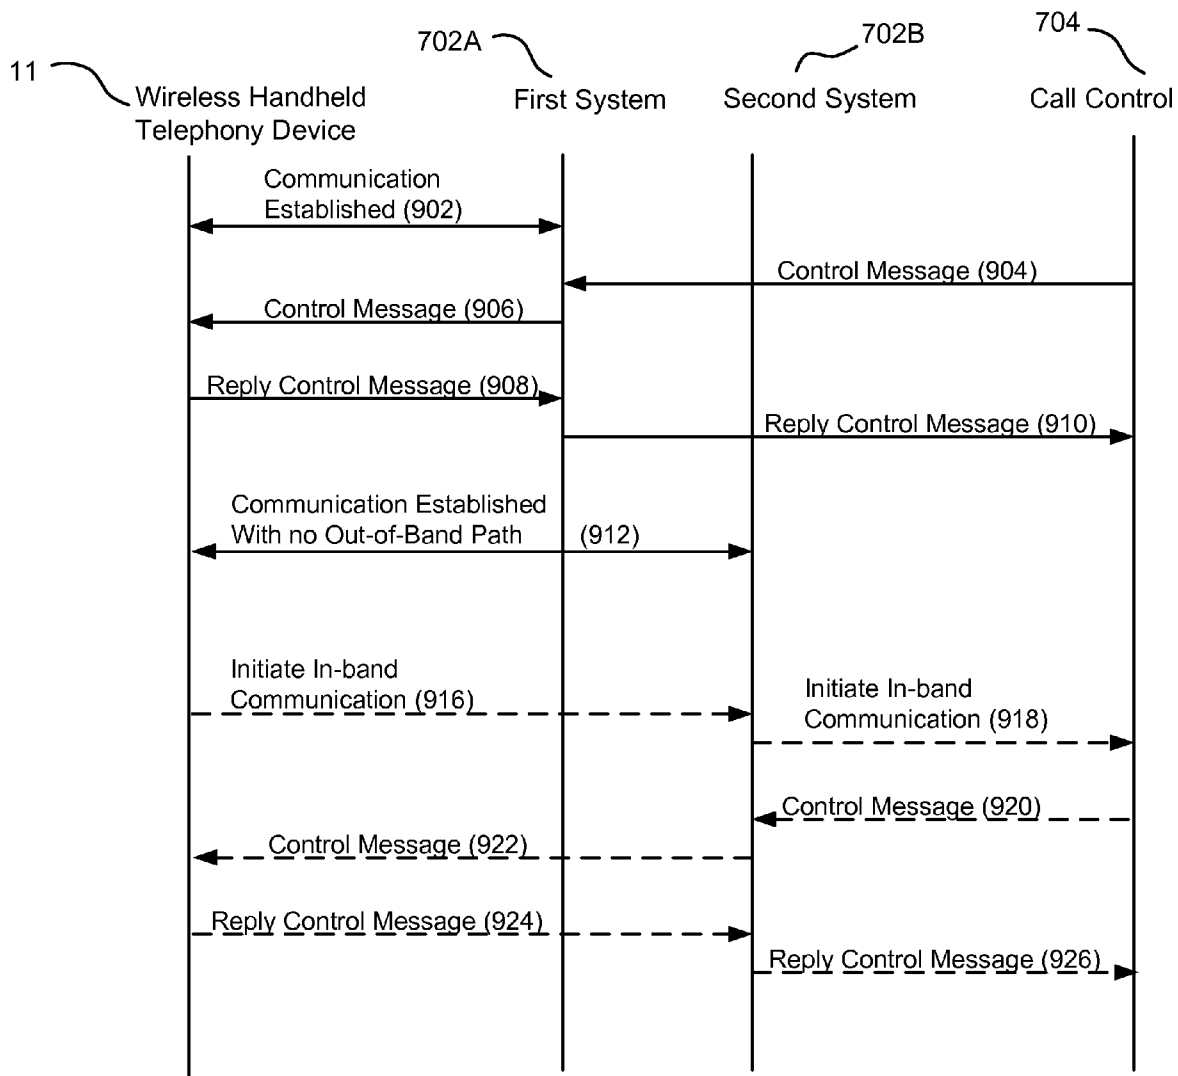 11
702A
702B
704
Wireless Handheld
Telephony Device
First System
Second System
Call Control
Communication
Established (902)
Control Message (904)
Control Message (906)
Reply Control Message (908)
Reply Control Message (910)
Communication Established
With no Out-of-Band Path (912)
Initiate In-band
Communication (916)
Initiate In-band
Communication (918)
Control Message (920)
Control Message (922)
Reply Control Message (924)
Reply Control Message (926)